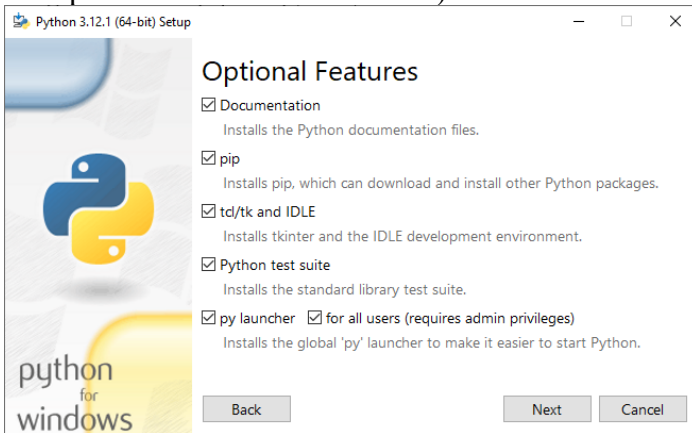 Python 3.12.1 (64-bit) Setup
Optional Features
Documentation
Installs the Python documentation files.
pip
Installs pip, which can download and install other Python packages.
tcl/tk and IDLE
Installs tkinter and the IDLE development environment.
Python test suite
Installs the standard library test suite.
py launcher for all users (requires admin privileges)
Installs the global 'py' launcher to make it easier to start Python.
python
for
windows
Back Next Cancel